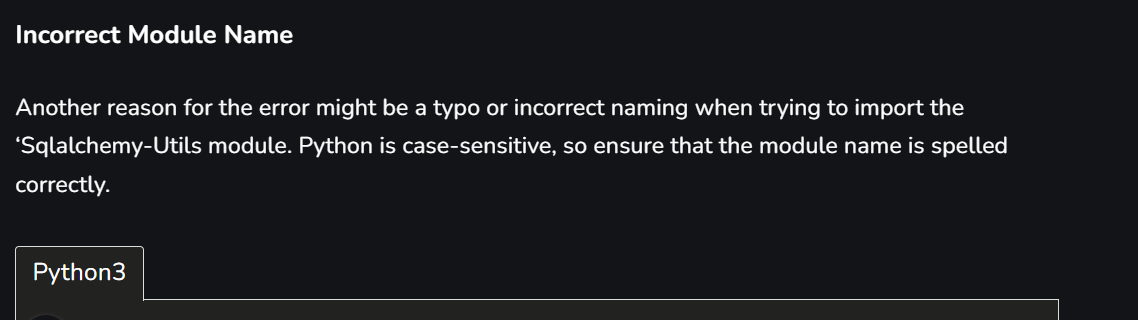 Incorrect Module Name
Another reason for the error might be a typo or incorrect naming when trying to import the
‘Sqlalchemy-Utils module. Python is case-sensitive, so ensure that the module name is spelled
correctly.
Python3